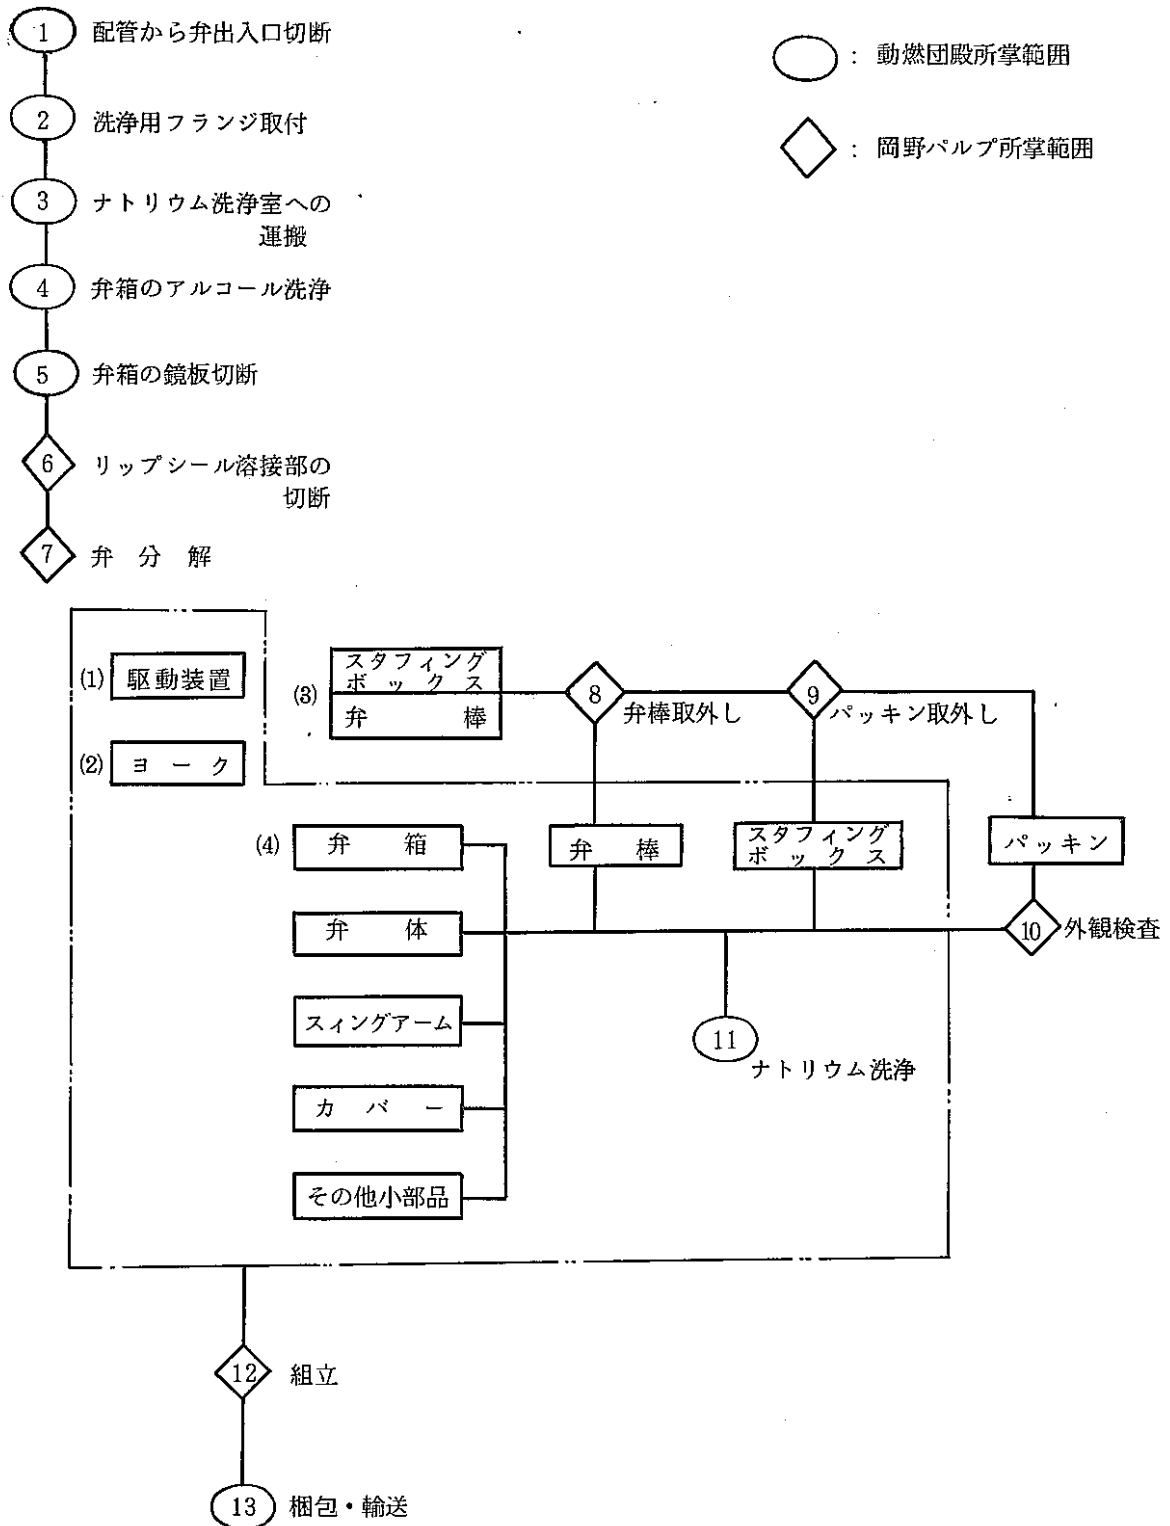 1 配管から弁出入口切断
2 洗浄用フランジ取付
3 ナトリウム洗浄室への
運搬
4 弁箱のアルコール洗浄
5 弁箱の鏡板切断
6 リップシール溶接部の
切断
7 弁 分 解
: 動燃団殿所掌範囲
: 岡野バルブ所掌範囲
(1) 駆動装置
(2) ヨ ー ク
(3) スタフィング
ボ ッ ク ス
弁 棒
8
弁棒取外し
9
パッキン取外し
(4) 弁 箱
弁 棒
スタフィング
ボ ッ ク ス
パッキン
弁 体
10 外観検査
スィングアーム
11
ナトリウム洗浄
カ バ ー
その他小部品
12 組立
13 梱包・輸送